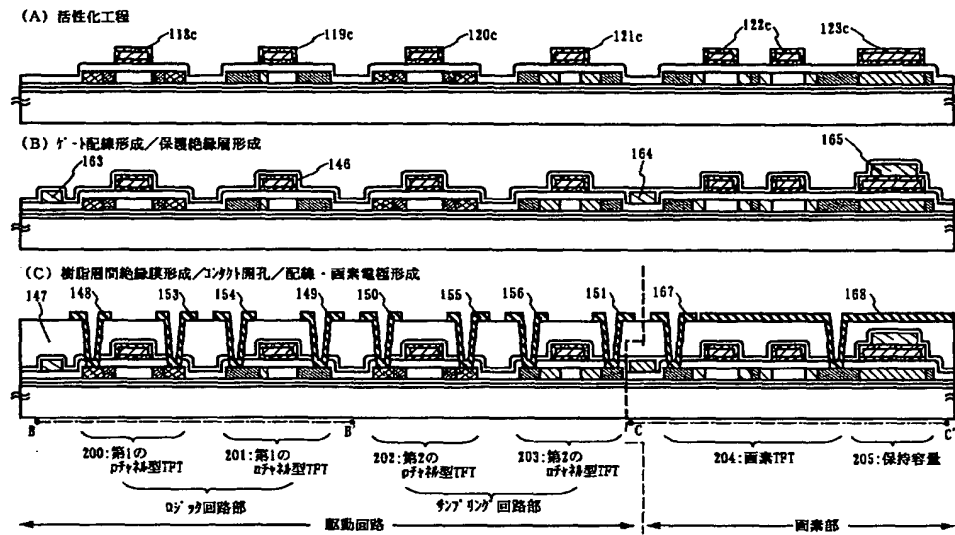 (A) 活性化工程
118c 119c 120c 121c 122c 123c
(B) ゲート配線形成/保護絶縁層形成
163 146 164 165
(C) 樹脂層間絶縁膜形成/コンタクト開孔/配線・画素電極形成
147 148 153 154 149 150 155 156 151 167 168
B B' C C'
200:第1のpチャネル型TFT
201:第1のnチャネル型TFT
202:第2のpチャネル型TFT
203:第2のnチャネル型TFT
204:画素TFT
205:保持容量
ロジック回路部
サンプリング回路部
駆動回路
画素部